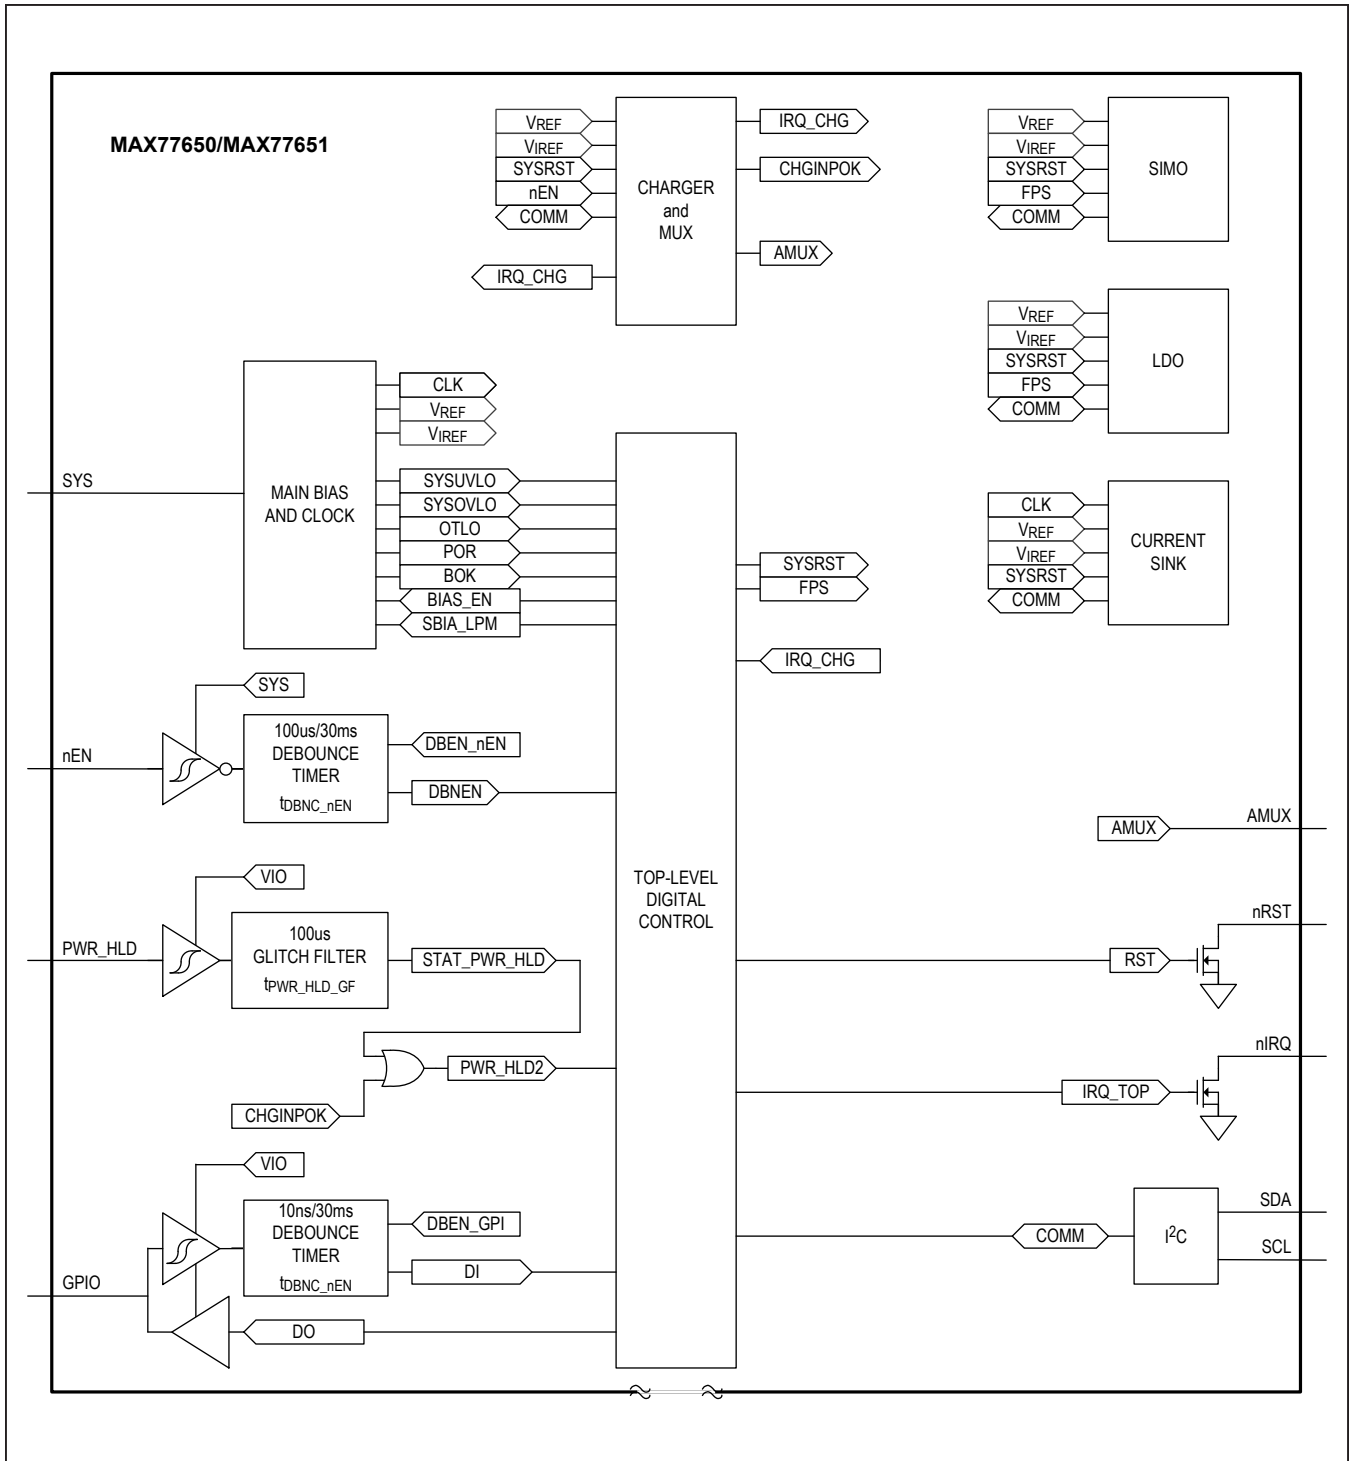 MAX77650/MAX77651
VREF
VIREF
SYSRST
nEN
COMM
IRQ_CHG
CHARGER
and
MUX
IRQ_CHG
CHGINPOK
AMUX
VREF
VIREF
SYSRST
FPS
COMM
SIMO
VREF
VIREF
SYSRST
FPS
COMM
LDO
CLK
VREF
VIREF
SYSRST
COMM
CURRENT
SINK
SYS
MAIN BIAS
AND CLOCK
CLK
VREF
VIREF
SYSUVLO
SYSOVLO
OTLO
POR
BOK
BIAS_EN
SBIA_LPM
TOP-LEVEL
DIGITAL
CONTROL
SYSRST
FPS
IRQ_CHG
SYS
nEN
100us/30ms
DEBOUNCE
TIMER
tDBNC_nEN
DBEN_nEN
DBNEN
VIO
PWR_HLD
100us
GLITCH FILTER
tPWR_HLD_GF
STAT_PWR_HLD
PWR_HLD2
CHGINPOK
VIO
GPIO
10ns/30ms
DEBOUNCE
TIMER
tDBNC_nEN
DBEN_GPI
DI
DO
AMUX
AMUX
RST
nRST
IRQ_TOP
nIRQ
COMM
I2C
SDA
SCL